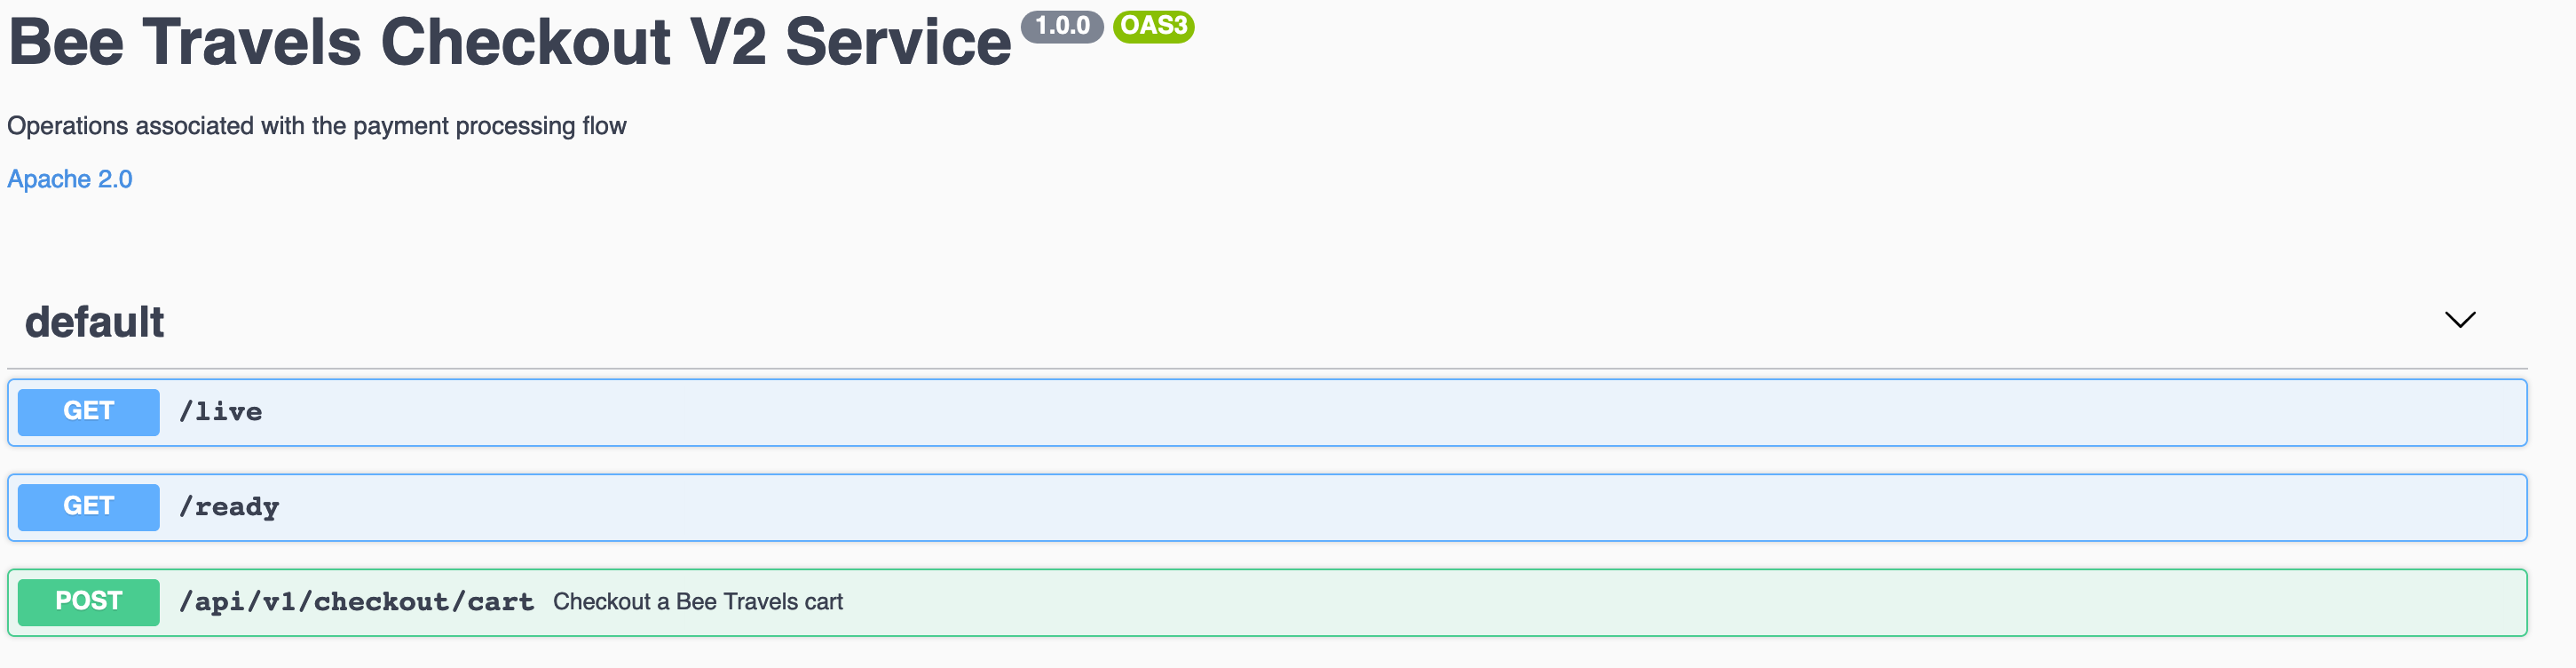 Bee Travels Checkout V2 Service 1.0.0 OAS3
Operations associated with the payment processing flow
Apache 2.0
default
GET /live
GET /ready
POST /api/v1/checkout/cart Checkout a Bee Travels cart